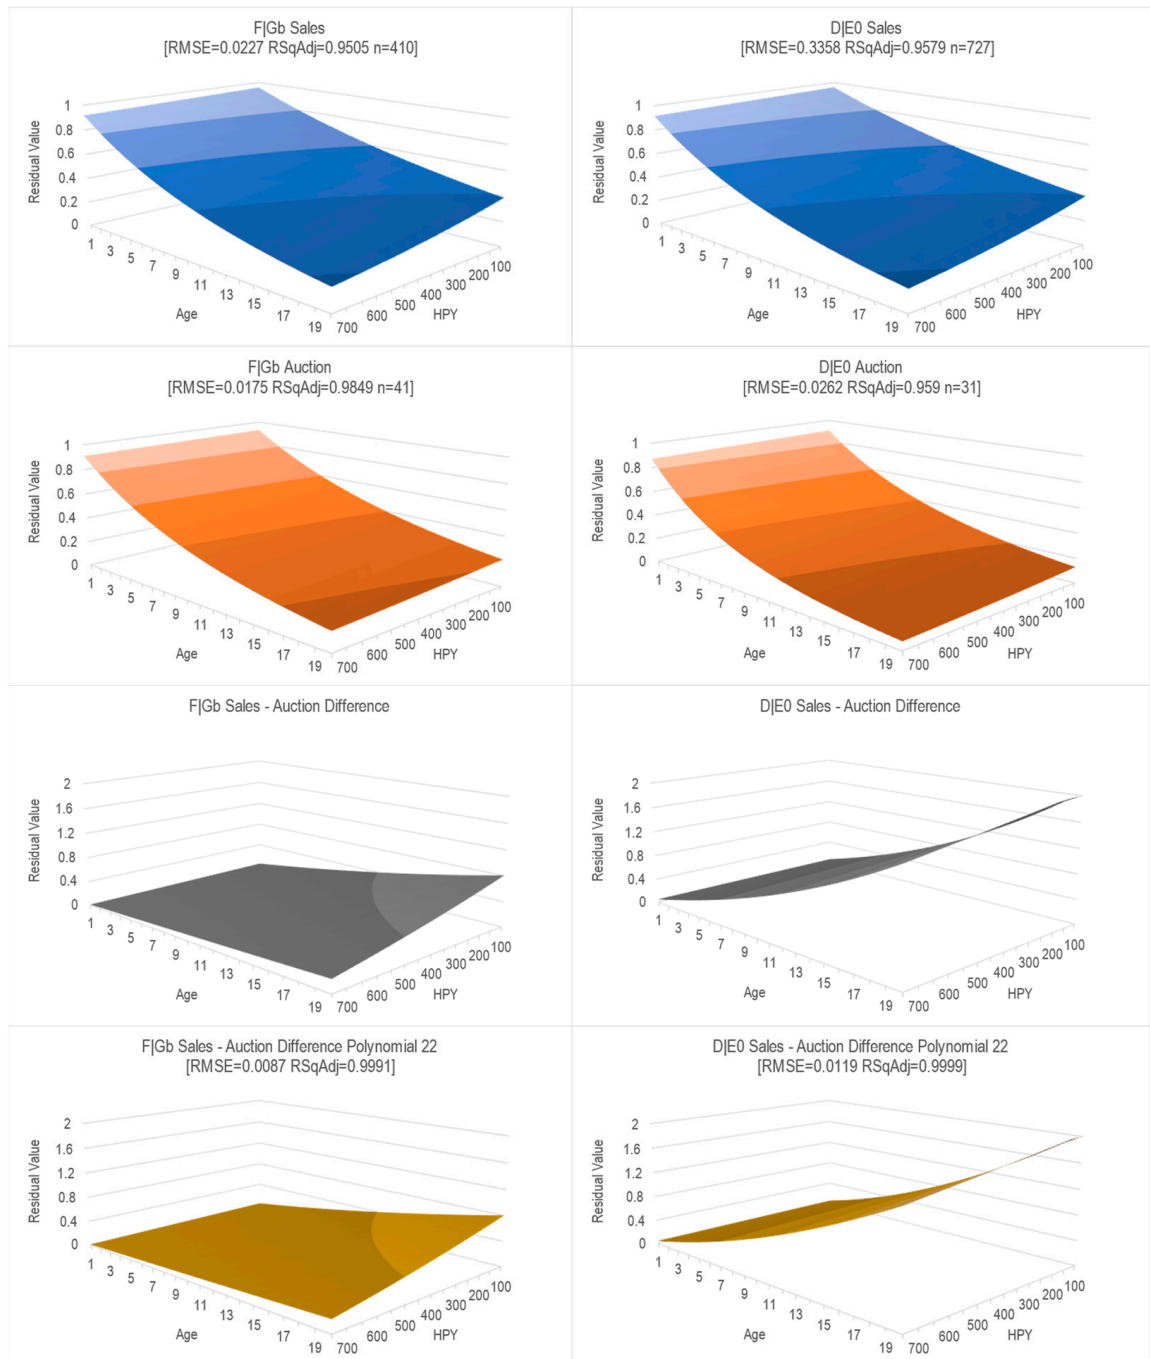 F|Gb Sales
[RMSE=0.0227 RSqAdj=0.9505 n=410]
Residual Value
1
0.8
0.6
0.4
0.2
0
1 3 5 7 9 11 13 15 17 19
Age
700 600 500 400 300 200 100
HPY
D|E0 Sales
[RMSE=0.3358 RSqAdj=0.9579 n=727]
Residual Value
1
0.8
0.6
0.4
0.2
0
1 3 5 7 9 11 13 15 17 19
Age
700 600 500 400 300 200 100
HPY
F|Gb Auction
[RMSE=0.0175 RSqAdj=0.9849 n=41]
Residual Value
1
0.8
0.6
0.4
0.2
0
1 3 5 7 9 11 13 15 17 19
Age
700 600 500 400 300 200 100
HPY
D|E0 Auction
[RMSE=0.0262 RSqAdj=0.959 n=31]
Residual Value
1
0.8
0.6
0.4
0.2
0
1 3 5 7 9 11 13 15 17 19
Age
700 600 500 400 300 200 100
HPY
F|Gb Sales - Auction Difference
Residual Value
2
1.6
1.2
0.8
0.4
0
1 3 5 7 9 11 13 15 17 19
Age
700 600 500 400 300 200 100
HPY
D|E0 Sales - Auction Difference
Residual Value
2
1.6
1.2
0.8
0.4
0
1 3 5 7 9 11 13 15 17 19
Age
700 600 500 400 300 200 100
HPY
F|Gb Sales - Auction Difference Polynomial 22
[RMSE=0.0087 RSqAdj=0.9991]
Residual Value
2
1.6
1.2
0.8
0.4
0
1 3 5 7 9 11 13 15 17 19
Age
700 600 500 400 300 200 100
HPY
D|E0 Sales - Auction Difference Polynomial 22
[RMSE=0.0119 RSqAdj=0.9999]
Residual Value
2
1.6
1.2
0.8
0.4
0
1 3 5 7 9 11 13 15 17 19
Age
700 600 500 400 300 200 100
HPY